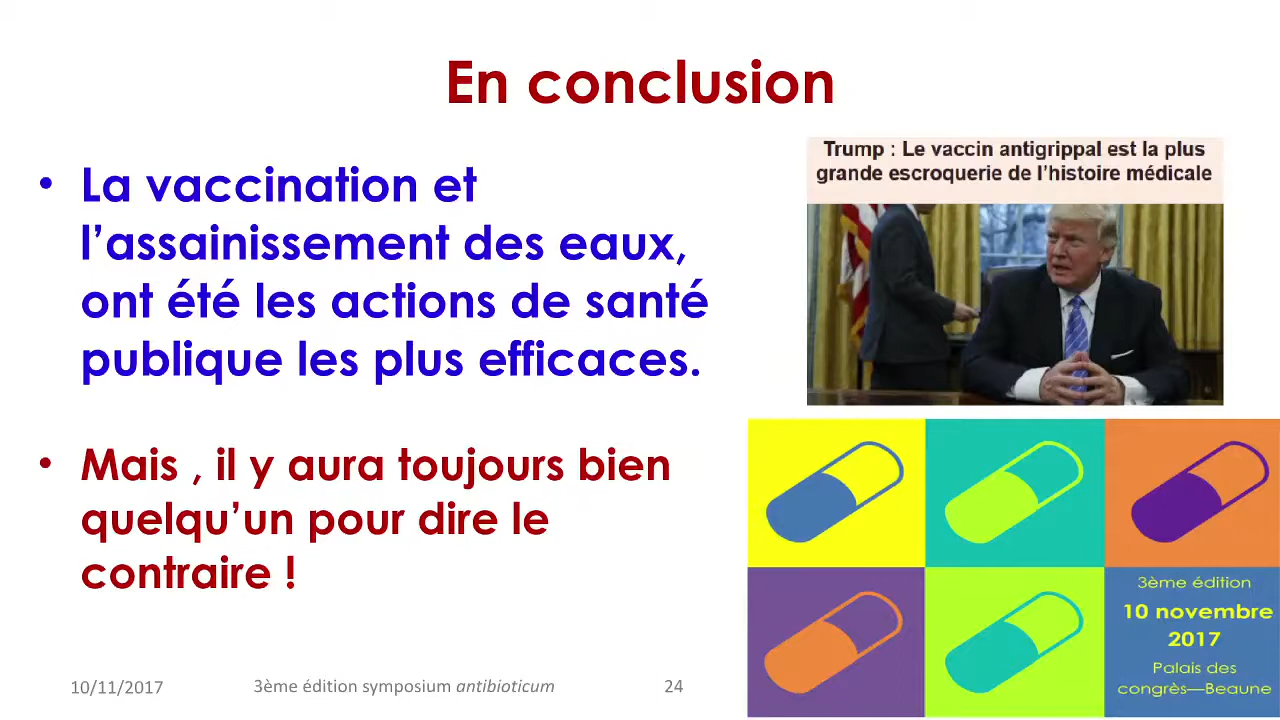 En conclusion
• La vaccination et
l’assainissement des eaux,
ont été les actions de santé
publique les plus efficaces.
• Mais , il y aura toujours bien
quelqu’un pour dire le
contraire !
Trump : Le vaccin antigrippal est la plus
grande escroquerie de l’histoire médicale
3ème édition
10 novembre
2017
Palais des
congrès—Beaune
10/11/2017
3ème édition symposium antibioticum
24